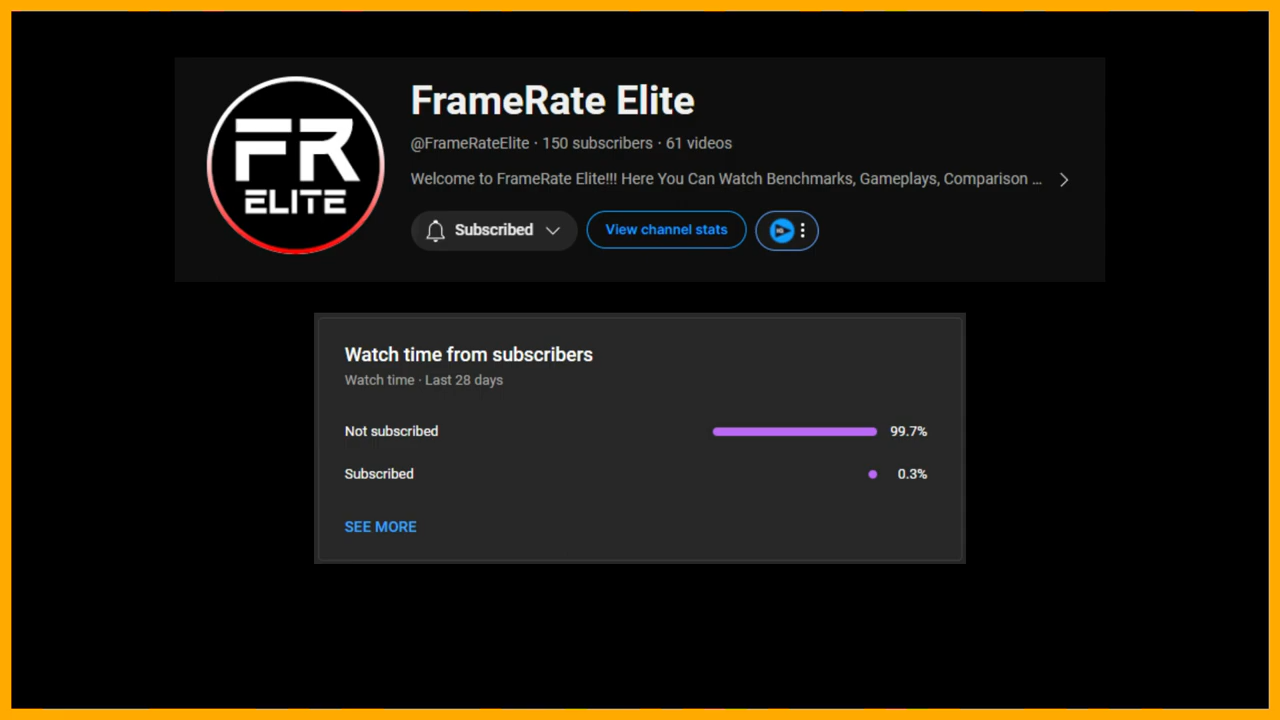 FR
ELITE
FrameRate Elite
@FrameRateElite · 150 subscribers · 61 videos
Welcome to FrameRate Elite!!! Here You Can Watch Benchmarks, Gameplays, Comparison ...
Subscribed
View channel stats
Watch time from subscribers
Watch time · Last 28 days
Not subscribed 99.7%
Subscribed 0.3%
SEE MORE